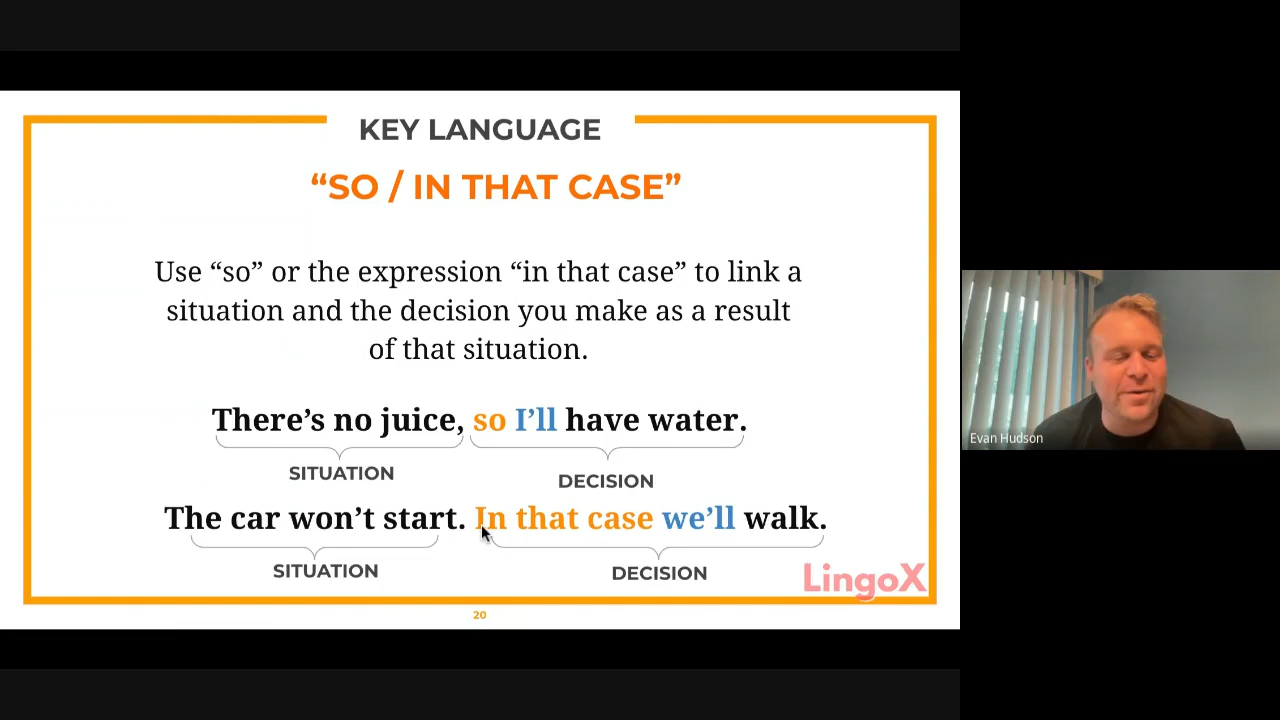 KEY LANGUAGE
“SO / IN THAT CASE”
Use “so” or the expression “in that case” to link a
situation and the decision you make as a result
of that situation.
There’s no juice, so I’ll have water.
SITUATION
DECISION
The car won’t start. In that case we’ll walk.
SITUATION
DECISION
LingoX
20
Evan Hudson